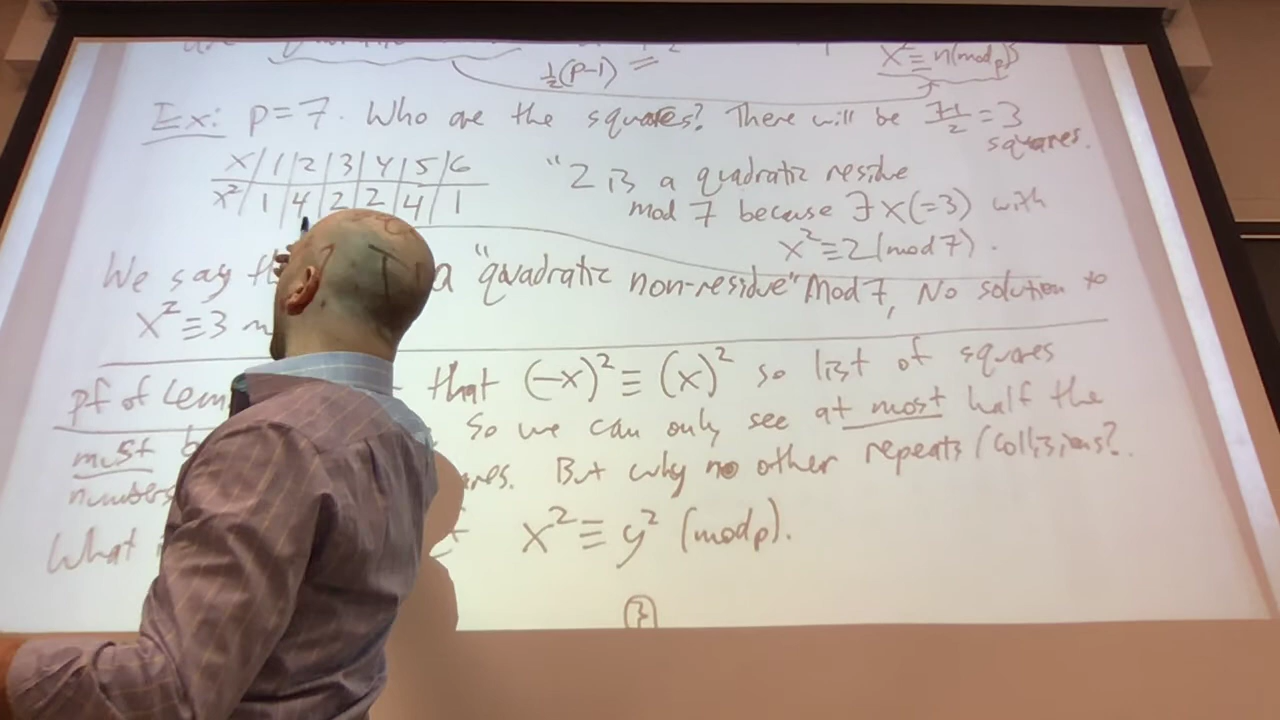 ½(p-1)
x² ≡ n (mod p)
Ex: p=7. Who are the squares? There will be (7-1)/2 = 3
squares.
x | 1 | 2 | 3 | 4 | 5 | 6
x² | 1 | 4 | 2 | 2 | 4 | 1
"2 is a quadratic residue
mod 7 because ∃ x(=3) with
x² ≡ 2 (mod 7).
We say a "quadratic non-residue" mod 7, No solution to
x² ≡ 3
pf of that (-x)² ≡ (x)² so list of squares
must So we can only see at most half the
numbers But why no other repeats/collisions?
What x² ≡ y² (mod p).
3